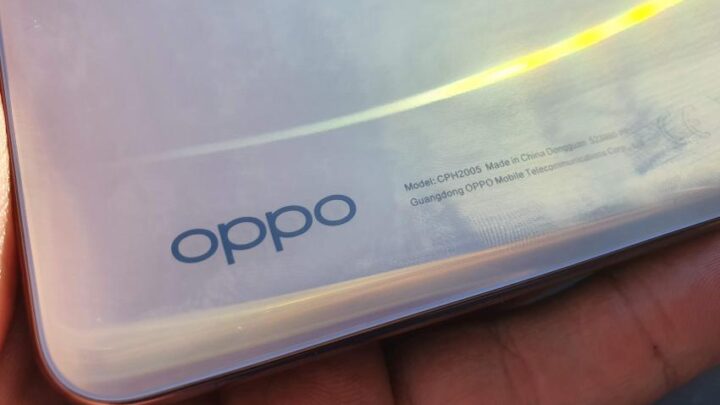 oppo
Model: CPH2005 Made in China Dongguan
Guangdong OPPO Mobile Telecommunications Corp